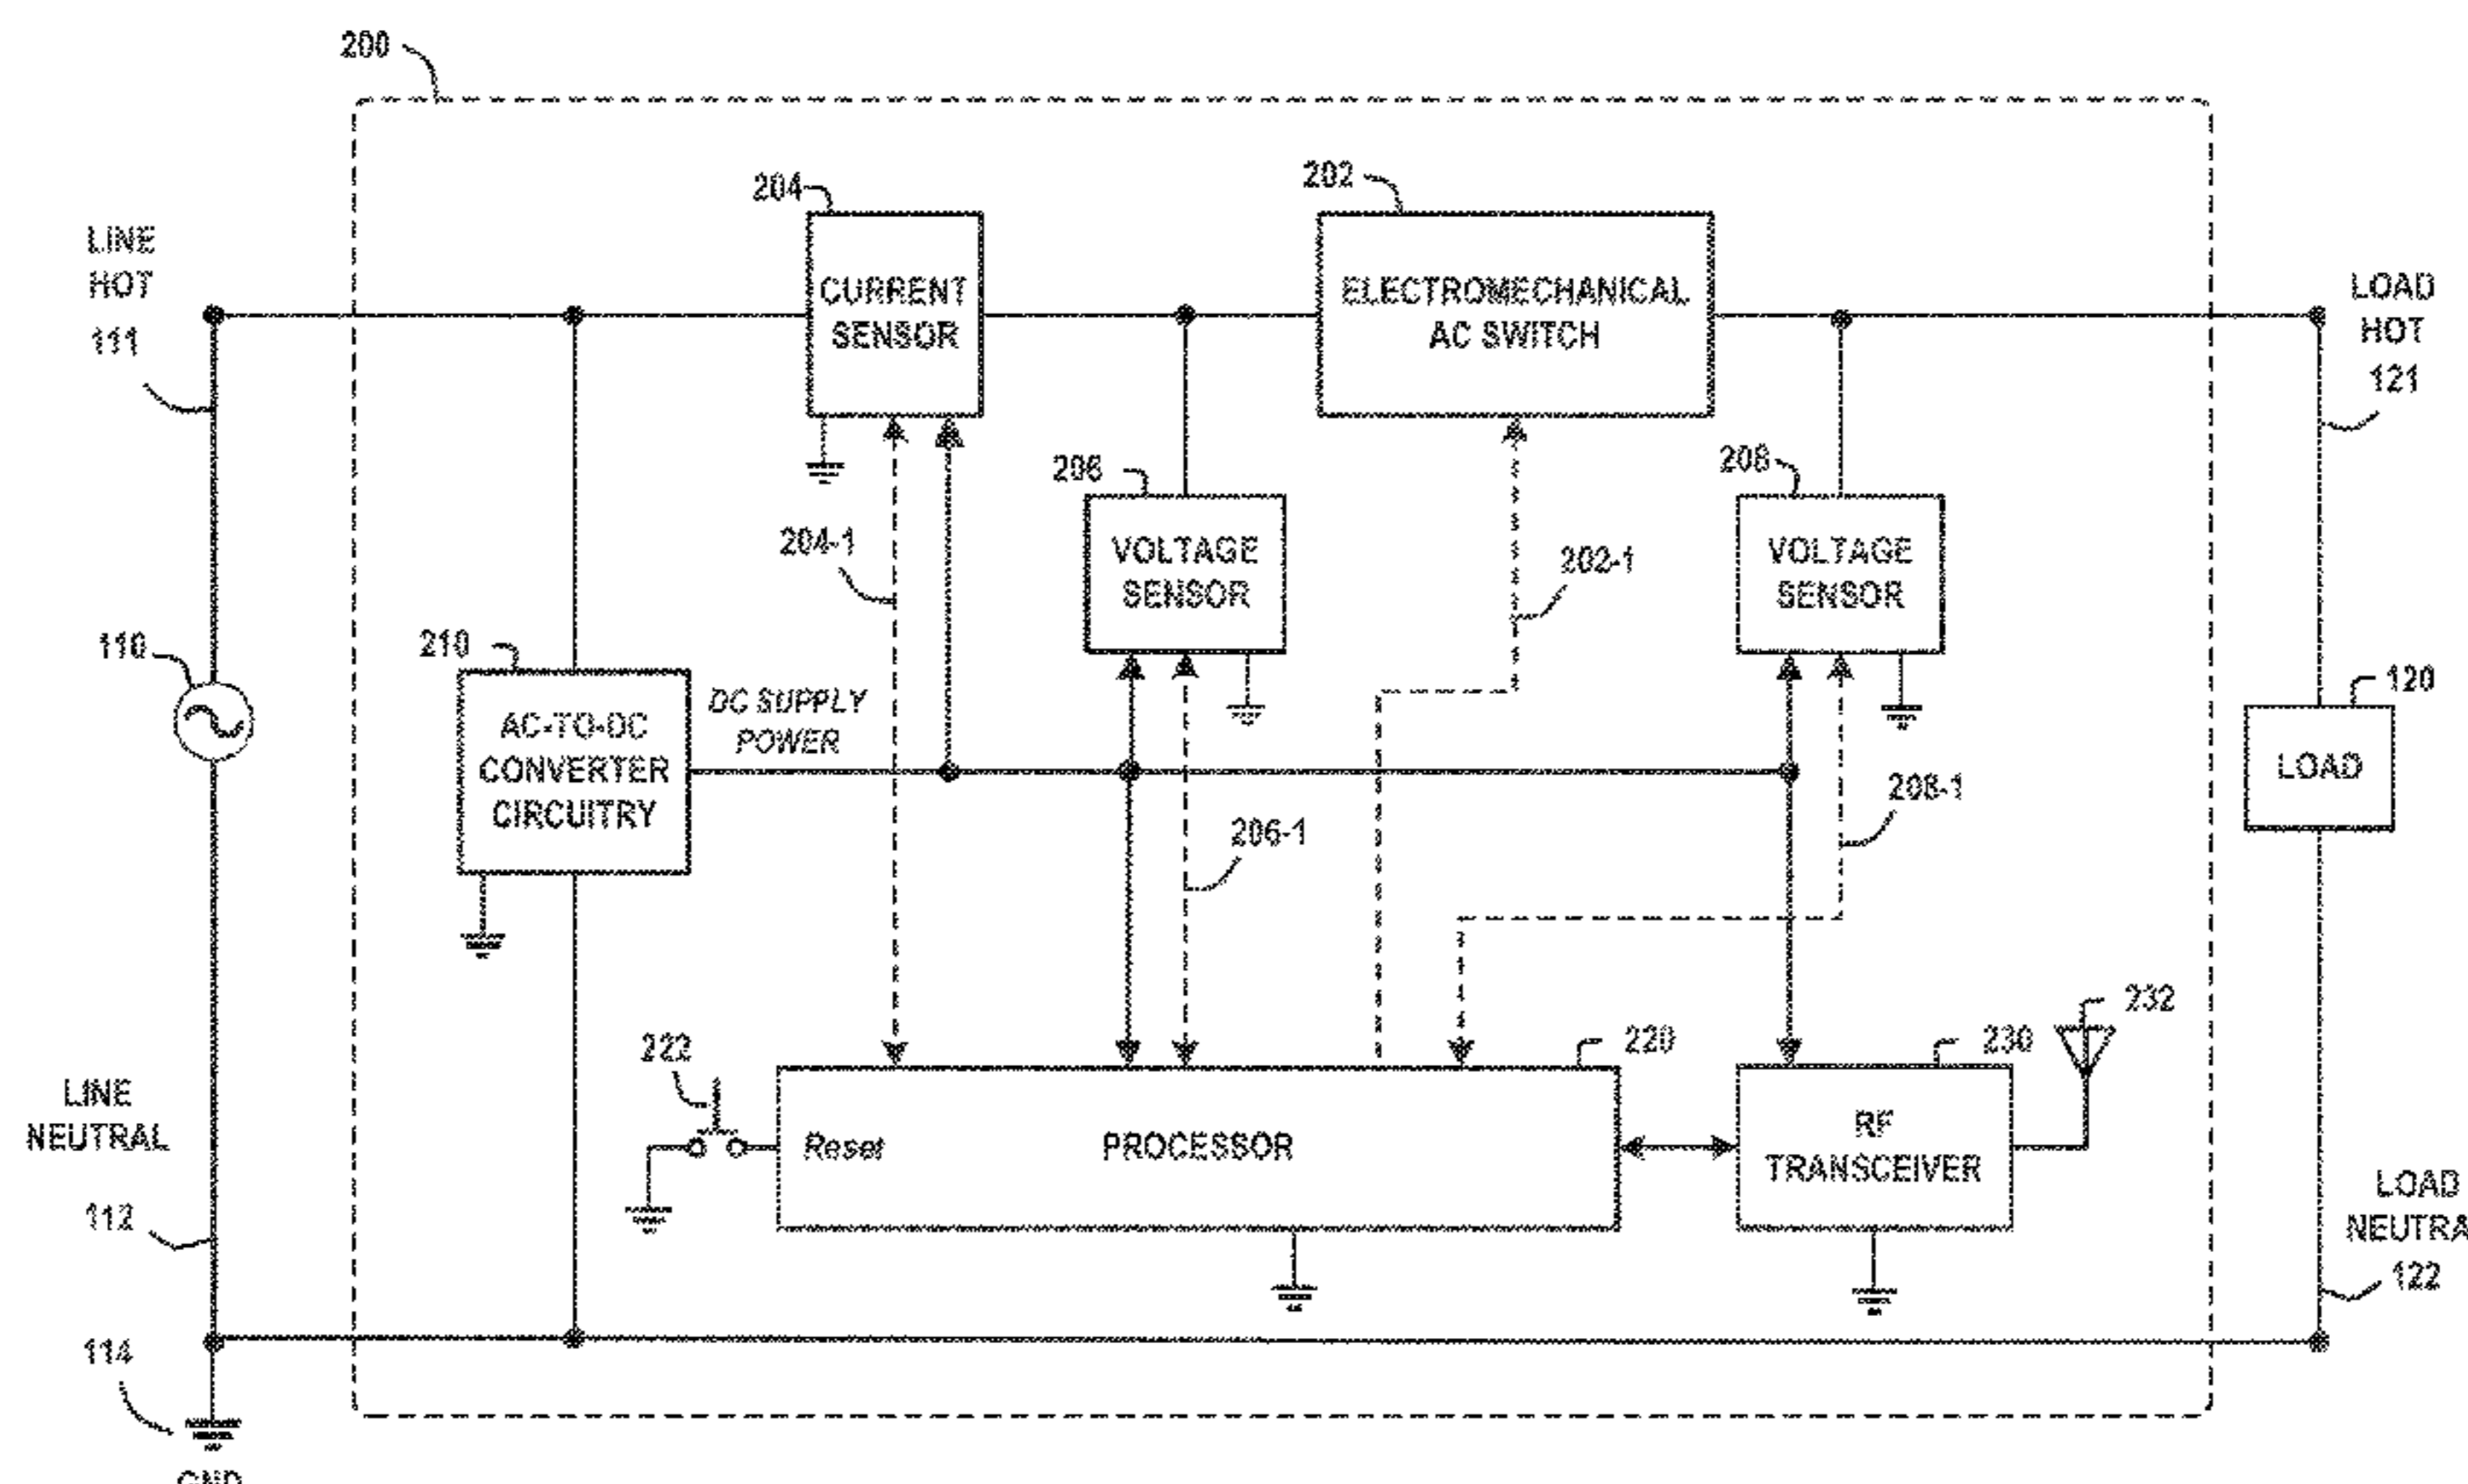 200
204
202
LINE
HOT
111
CURRENT
SENSOR
ELECTROMECHANICAL
AC SWITCH
LOAD
HOT
121
206
208
204-1
VOLTAGE
SENSOR
202-1
VOLTAGE
SENSOR
110
210
DC SUPPLY
POWER
120
AC-TO-DC
CONVERTER
CIRCUITRY
LOAD
206-1
208-1
232
222
220
230
LINE
NEUTRAL
112
Reset
PROCESSOR
RF
TRANSCEIVER
LOAD
NEUTRA
122
114
GND